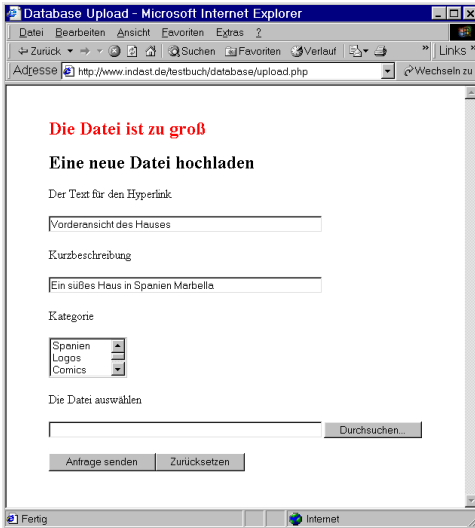 Database Upload - Microsoft Internet Explorer
Datei Bearbeiten Ansicht Favoriten Extras ?
Zurück Suchen Favoriten Verlauf » Links »
Adresse http://www.indast.de/testbuch/database/upload.php Wechseln zu
Die Datei ist zu groß
Eine neue Datei hochladen
Der Text für den Hyperlink
Vorderansicht des Hauses
Kurzbeschreibung
Ein süßes Haus in Spanien Marbella
Kategorie
Spanien
Logos
Comics
Die Datei auswählen
Durchsuchen...
Anfrage senden Zurücksetzen
Fertig Internet